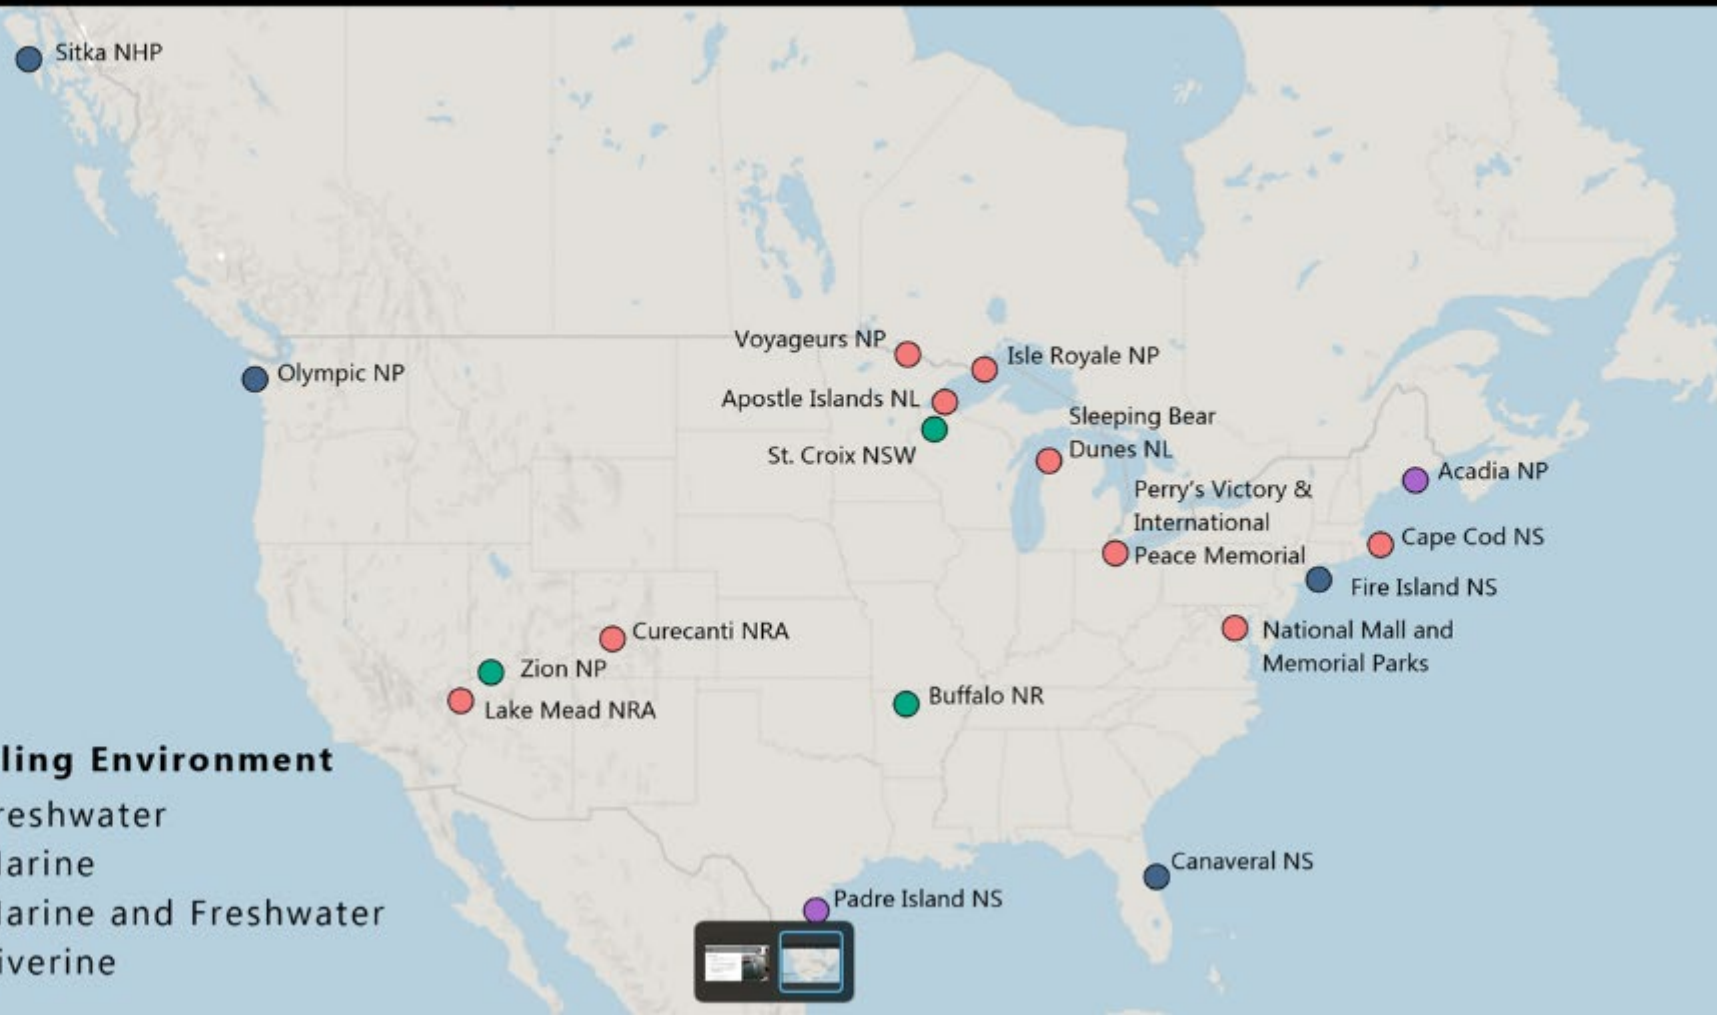 Sitka NHP
Olympic NP
Voyageurs NP
Isle Royale NP
Apostle Islands NL
St. Croix NSW
Sleeping Bear
Dunes NL
Perry's Victory &
International
Peace Memorial
Acadia NP
Cape Cod NS
Fire Island NS
National Mall and
Memorial Parks
Curecanti NRA
Zion NP
Lake Mead NRA
Buffalo NR
Canaveral NS
Padre Island NS
ling Environment
reshwater
arine
arine and Freshwater
iverine